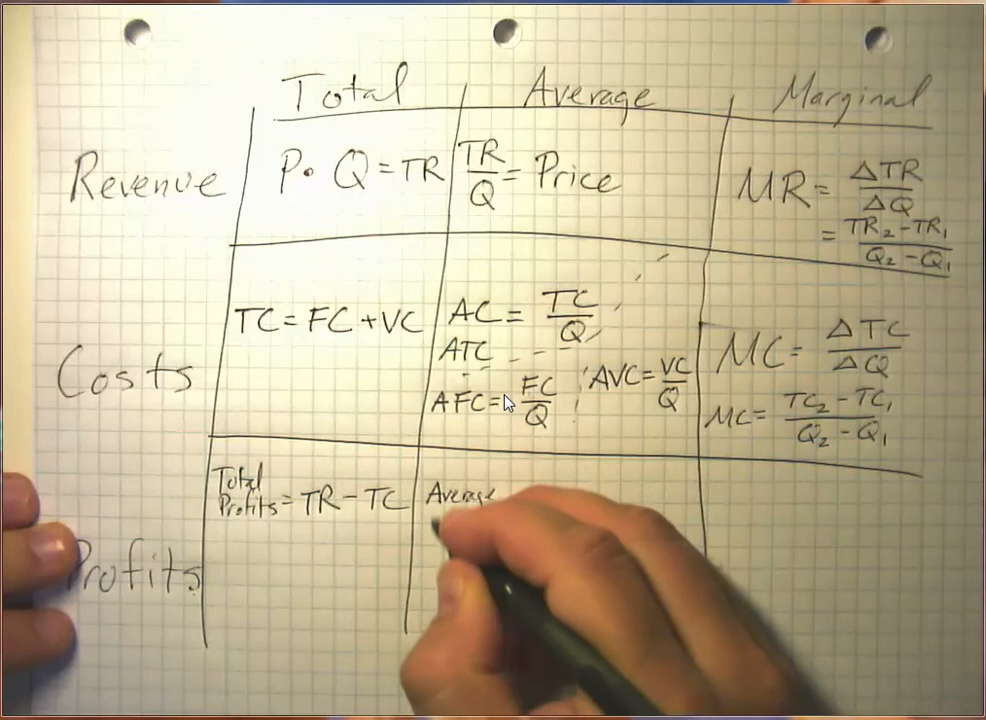 Total Average Marginal
Revenue P· Q = TR TR/Q = Price MR = ΔTR/ΔQ
= TR₂ - TR₁/Q₂ - Q₁
Costs TC = FC + VC AC = TC/Q MC = ΔTC/ΔQ
ATC
AFC = FC/Q AVC = VC/Q MC = TC₂ - TC₁/Q₂ - Q₁
Profits Total Profits = TR - TC Average